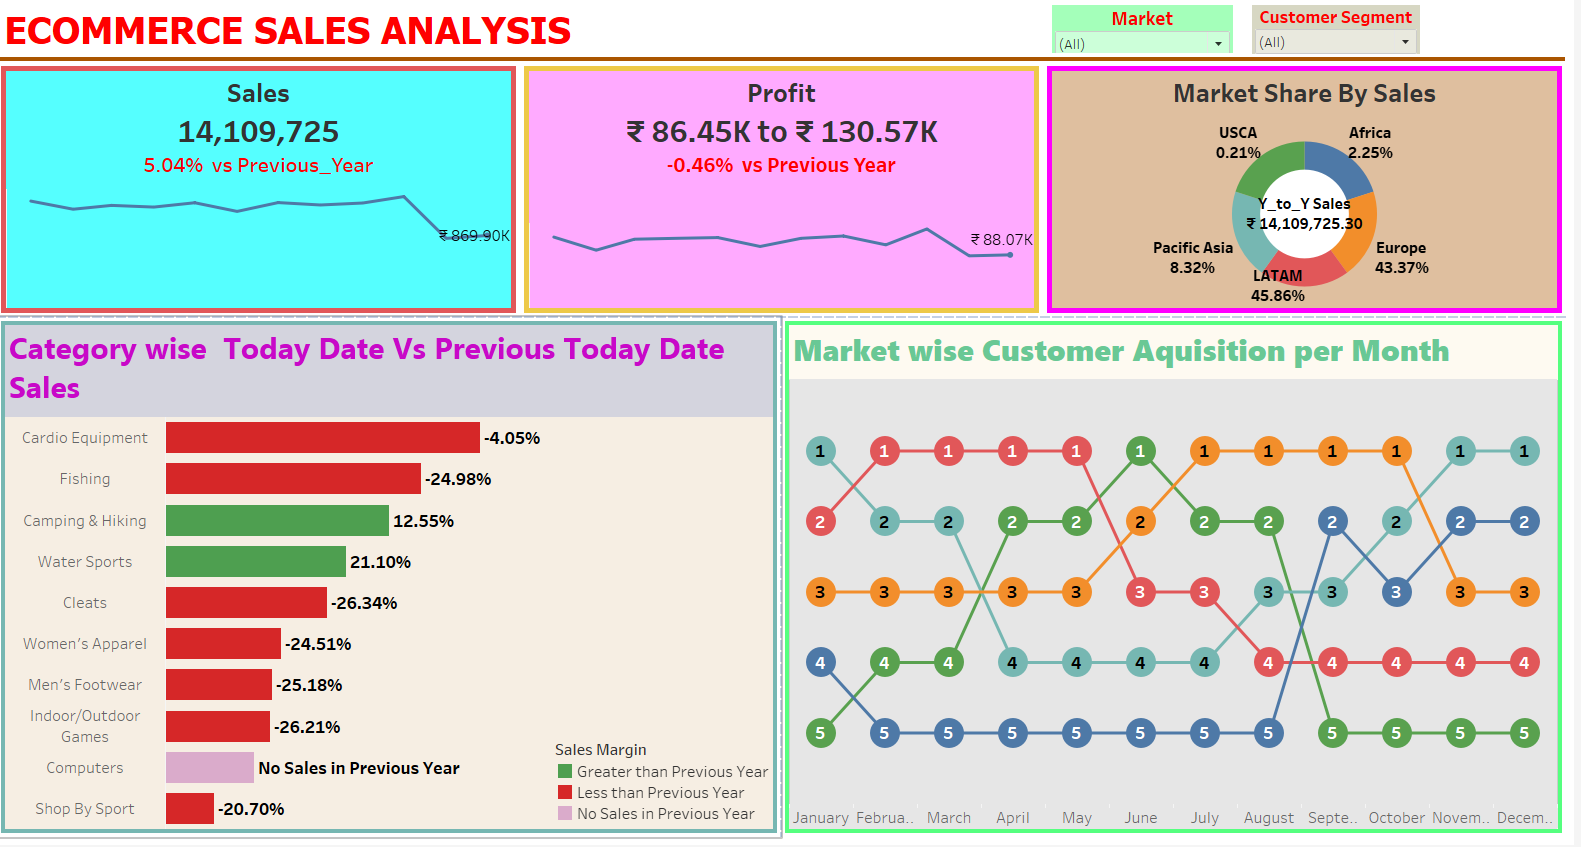 ECOMMERCE SALES ANALYSIS
Market
(All)
Customer Segment
(All)
Sales
14,109,725
5.04% vs Previous_Year
₹ 869.90K
Profit
₹ 86.45K to ₹ 130.57K
-0.46% vs Previous Year
₹ 88.07K
Market Share By Sales
USCA
0.21%
Africa
2.25%
Y_to_Y Sales
₹ 14,109,725.30
Pacific Asia
8.32%
Europe
43.37%
LATAM
45.86%
Category wise Today Date Vs Previous Today Date
Sales
Cardio Equipment -4.05%
Fishing -24.98%
Camping & Hiking 12.55%
Water Sports 21.10%
Cleats -26.34%
Women's Apparel -24.51%
Men's Footwear -25.18%
Indoor/Outdoor
Games -26.21%
Computers No Sales in Previous Year
Shop By Sport -20.70%
Sales Margin
Greater than Previous Year
Less than Previous Year
No Sales in Previous Year
Market wise Customer Aquisition per Month
1 1 1 1 1 1 1 1 1 1 1 1
2 2 2 2 2 2 2 2 2 2 2 2
3 3 3 3 3 3 3 3 3 3 3 3
4 4 4 4 4 4 4 4 4 4 4 4
5 5 5 5 5 5 5 5 5 5 5 5
January Februa.. March April May June July August Septe.. October Novem.. Decem..